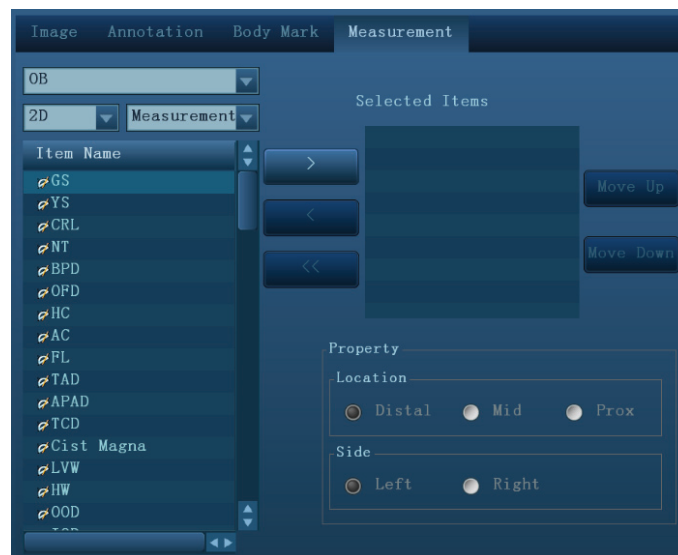 Image Annotation Body Mark Measurement
OB
2D Measurement
Selected Items
Item Name
>
GS
Move Up
YS
<
CRL
NT
Move Down
BPD
<<
OFD
HC
AC
Property
FL
Location
TAD
APAD
Distal Mid Prox
TCD
Cist Magna
Side
LVW
HW
Left Right
OOD